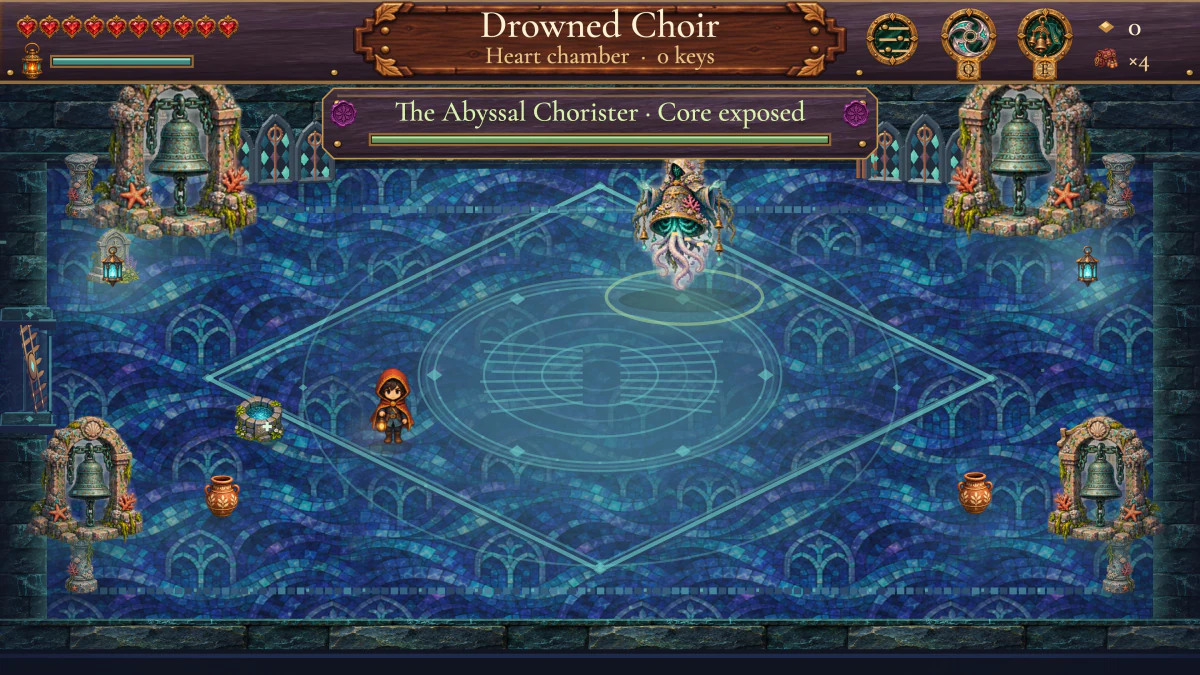 Drowned Choir
Heart chamber · 0 keys
Q
E
0
×4
The Abyssal Chorister · Core exposed